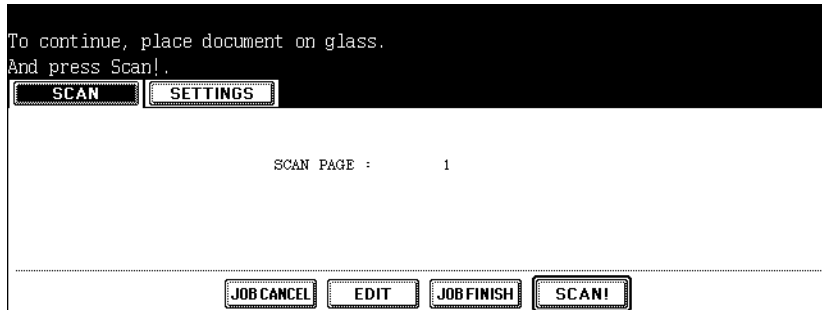 To continue, place document on glass.
And press Scan!.
SCAN SETTINGS
SCAN PAGE : 1
JOB CANCEL EDIT JOB FINISH SCAN!